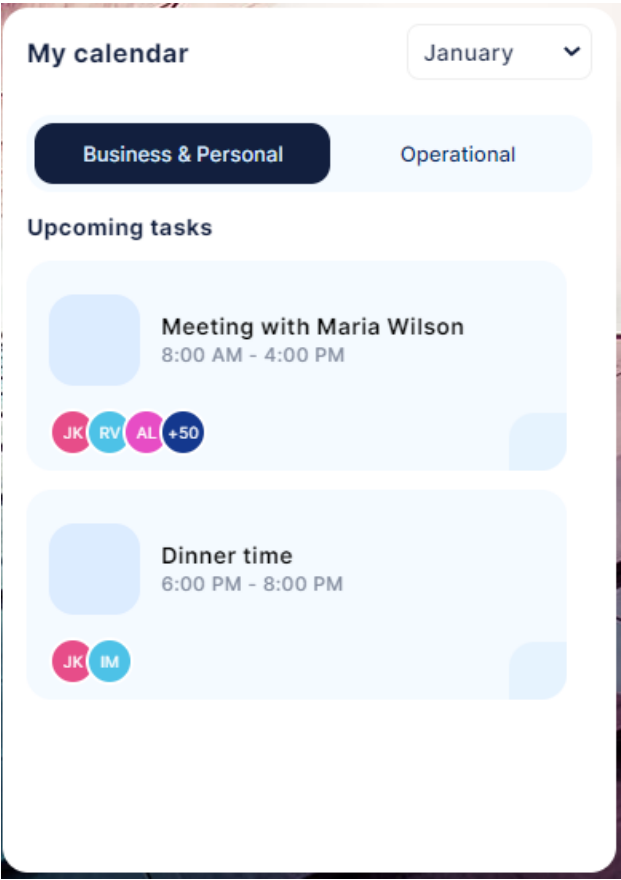 My calendar
January
Business & Personal
Operational
Upcoming tasks
Meeting with Maria Wilson
8:00 AM - 4:00 PM
JK RV AL +50
Dinner time
6:00 PM - 8:00 PM
JK IM